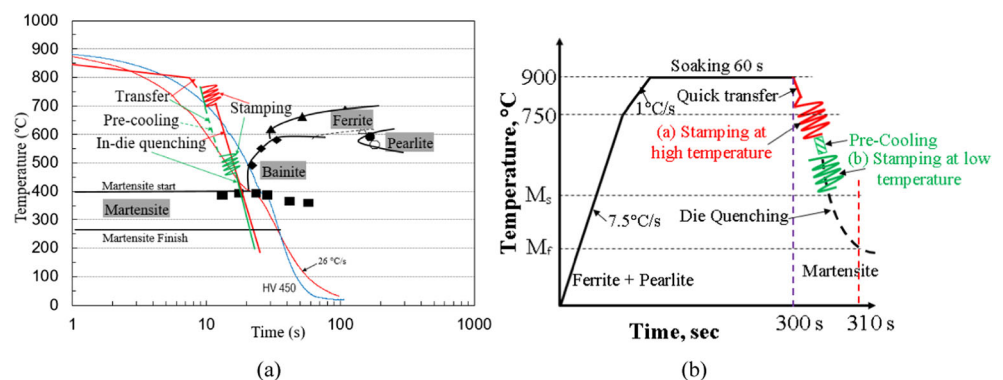 (a)
1000
900
800
700
600
500
400
300
200
100
0
Temperature (°C)
Transfer
Pre-cooling
In-die quenching
Stamping
Ferrite
Pearlite
Bainite
Martensite start
Martensite
Martensite Finish
26 °C/s
HV 450
1
10
100
1000
Time (s)
(a)
Temperature, °C
900
750
Ms
Mf
Soaking 60 s
1°C/s
Quick transfer
(a) Stamping at
high temperature
Pre-Cooling
(b) Stamping at low
temperature
7.5°C/s
Die Quenching
Ferrite + Pearlite
Martensite
300 s
310 s
Time, sec
(b)